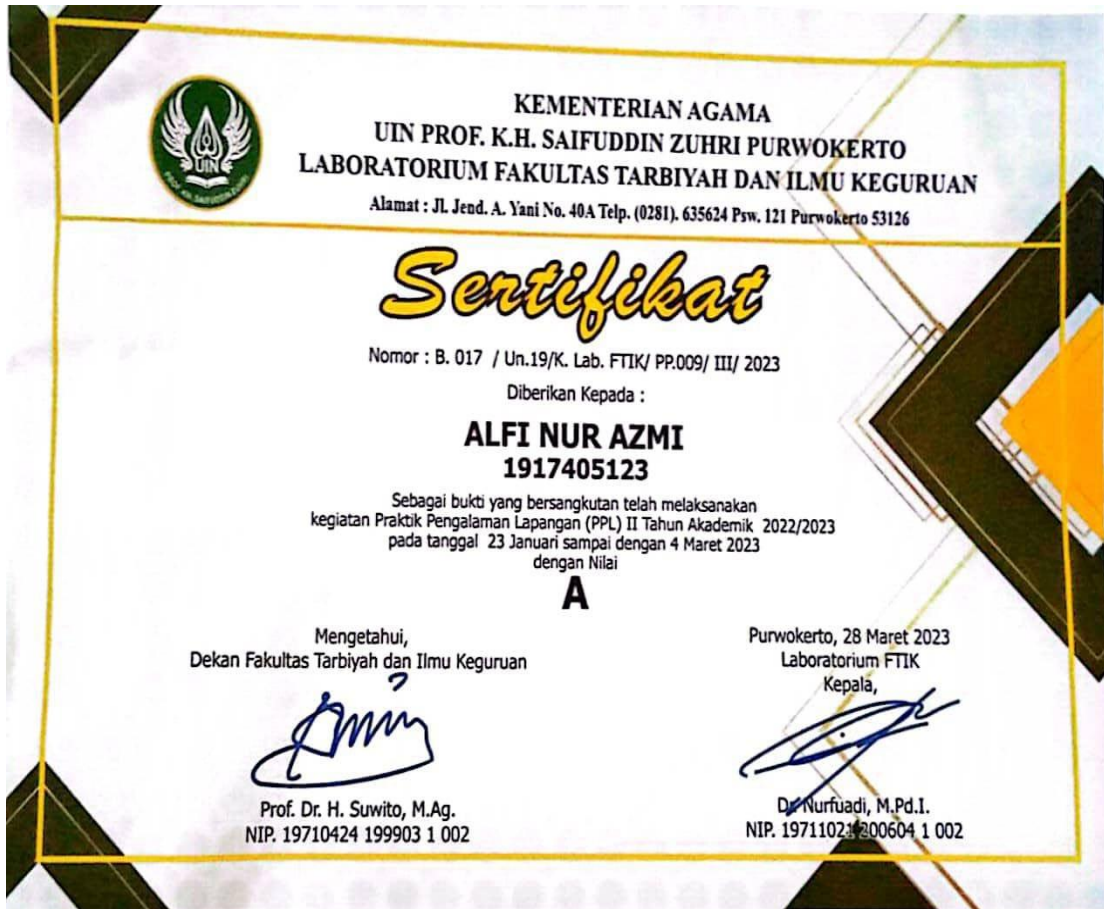 KEMENTERIAN AGAMA
UIN PROF. K.H. SAIFUDDIN ZUHRI PURWOKERTO
LABORATORIUM FAKULTAS TARBIYAH DAN ILMU KEGURUAN
Alamat : Jl. Jend. A. Yani No. 40A Telp. (0281). 635624 Psw. 121 Purwokerto 53126
UIN
PROF. K.H. SAIFUDDIN ZUHRI
Sertifikat
Nomor : B. 017 / Un.19/K. Lab. FTIK/ PP.009/ III/ 2023
Diberikan Kepada :
ALFI NUR AZMI
1917405123
Sebagai bukti yang bersangkutan telah melaksanakan
kegiatan Praktik Pengalaman Lapangan (PPL) II Tahun Akademik 2022/2023
pada tanggal 23 Januari sampai dengan 4 Maret 2023
dengan Nilai
A
Mengetahui,
Dekan Fakultas Tarbiyah dan Ilmu Keguruan
Prof. Dr. H. Suwito, M.Ag.
NIP. 19710424 199903 1 002
Purwokerto, 28 Maret 2023
Laboratorium FTIK
Kepala,
Dr. Nurfuadi, M.Pd.I.
NIP. 19711021 200604 1 002